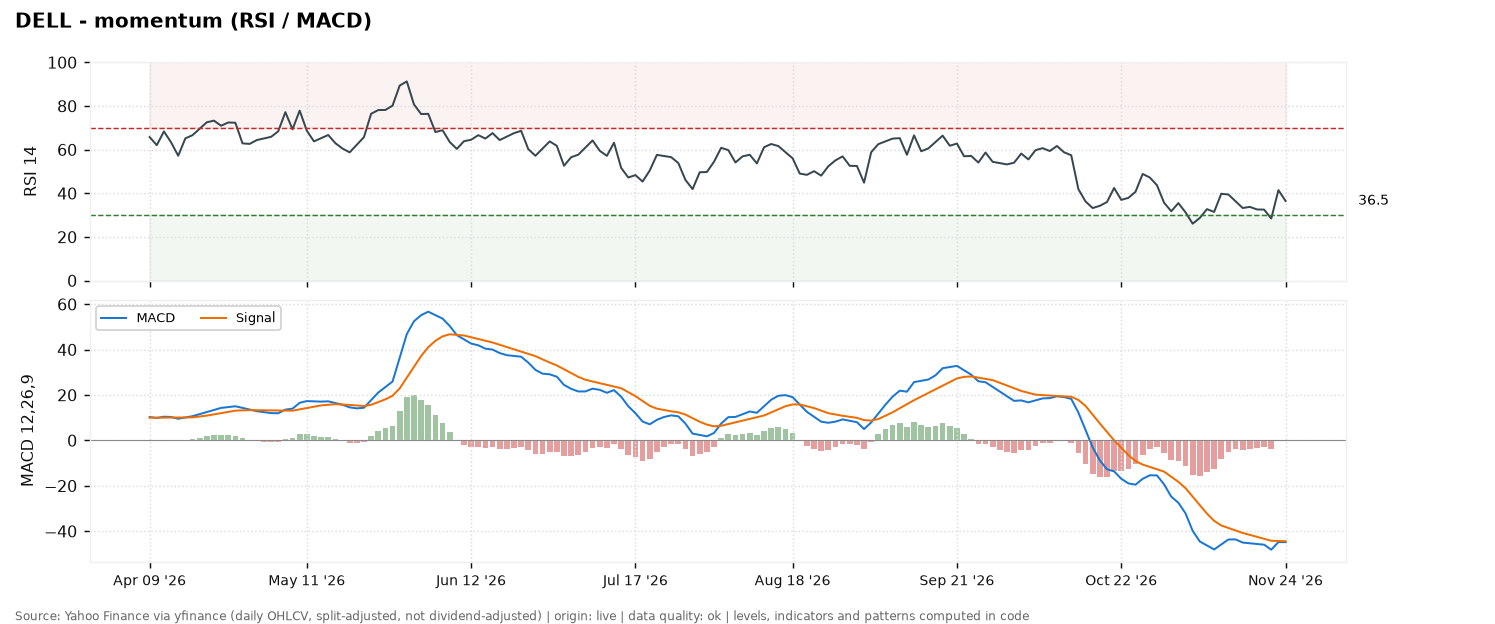 DELL - momentum (RSI / MACD)
100
80
60
40
20
0
RSI 14
36.5
60
40
20
0
−20
−40
MACD 12,26,9
MACD
Signal
Apr 09 '26
May 11 '26
Jun 12 '26
Jul 17 '26
Aug 18 '26
Sep 21 '26
Oct 22 '26
Nov 24 '26
Source: Yahoo Finance via yfinance (daily OHLCV, split-adjusted, not dividend-adjusted) | origin: live | data quality: ok | levels, indicators and patterns computed in code